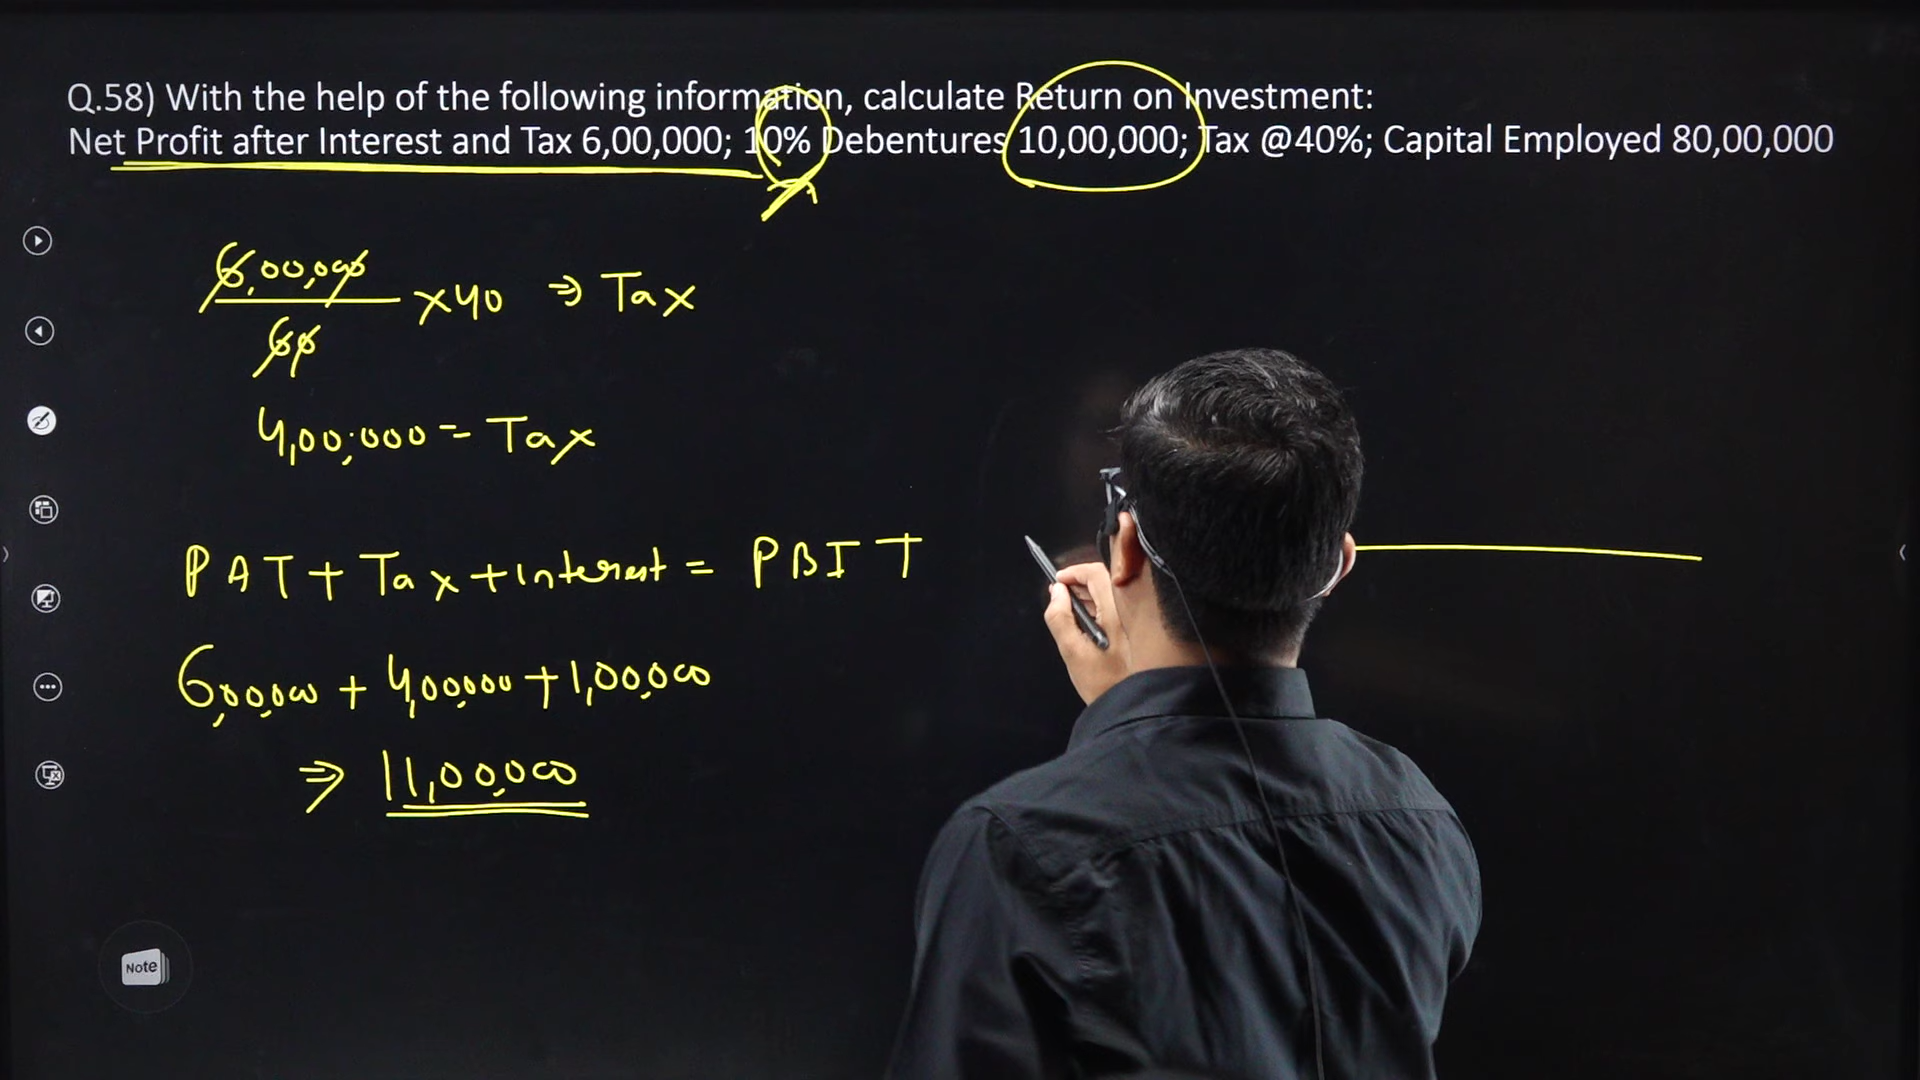 Q.58) With the help of the following information, calculate Return on Investment:
Net Profit after Interest and Tax 6,00,000; 10% Debentures 10,00,000; Tax @40%; Capital Employed 80,00,000
6,00,000
60
×40 ⇒ Tax
4,00,000 = Tax
PAT + Tax + Interest = PBIT
6,00,000 + 4,00,000 + 1,00,000
⇒ 11,00,000
Note